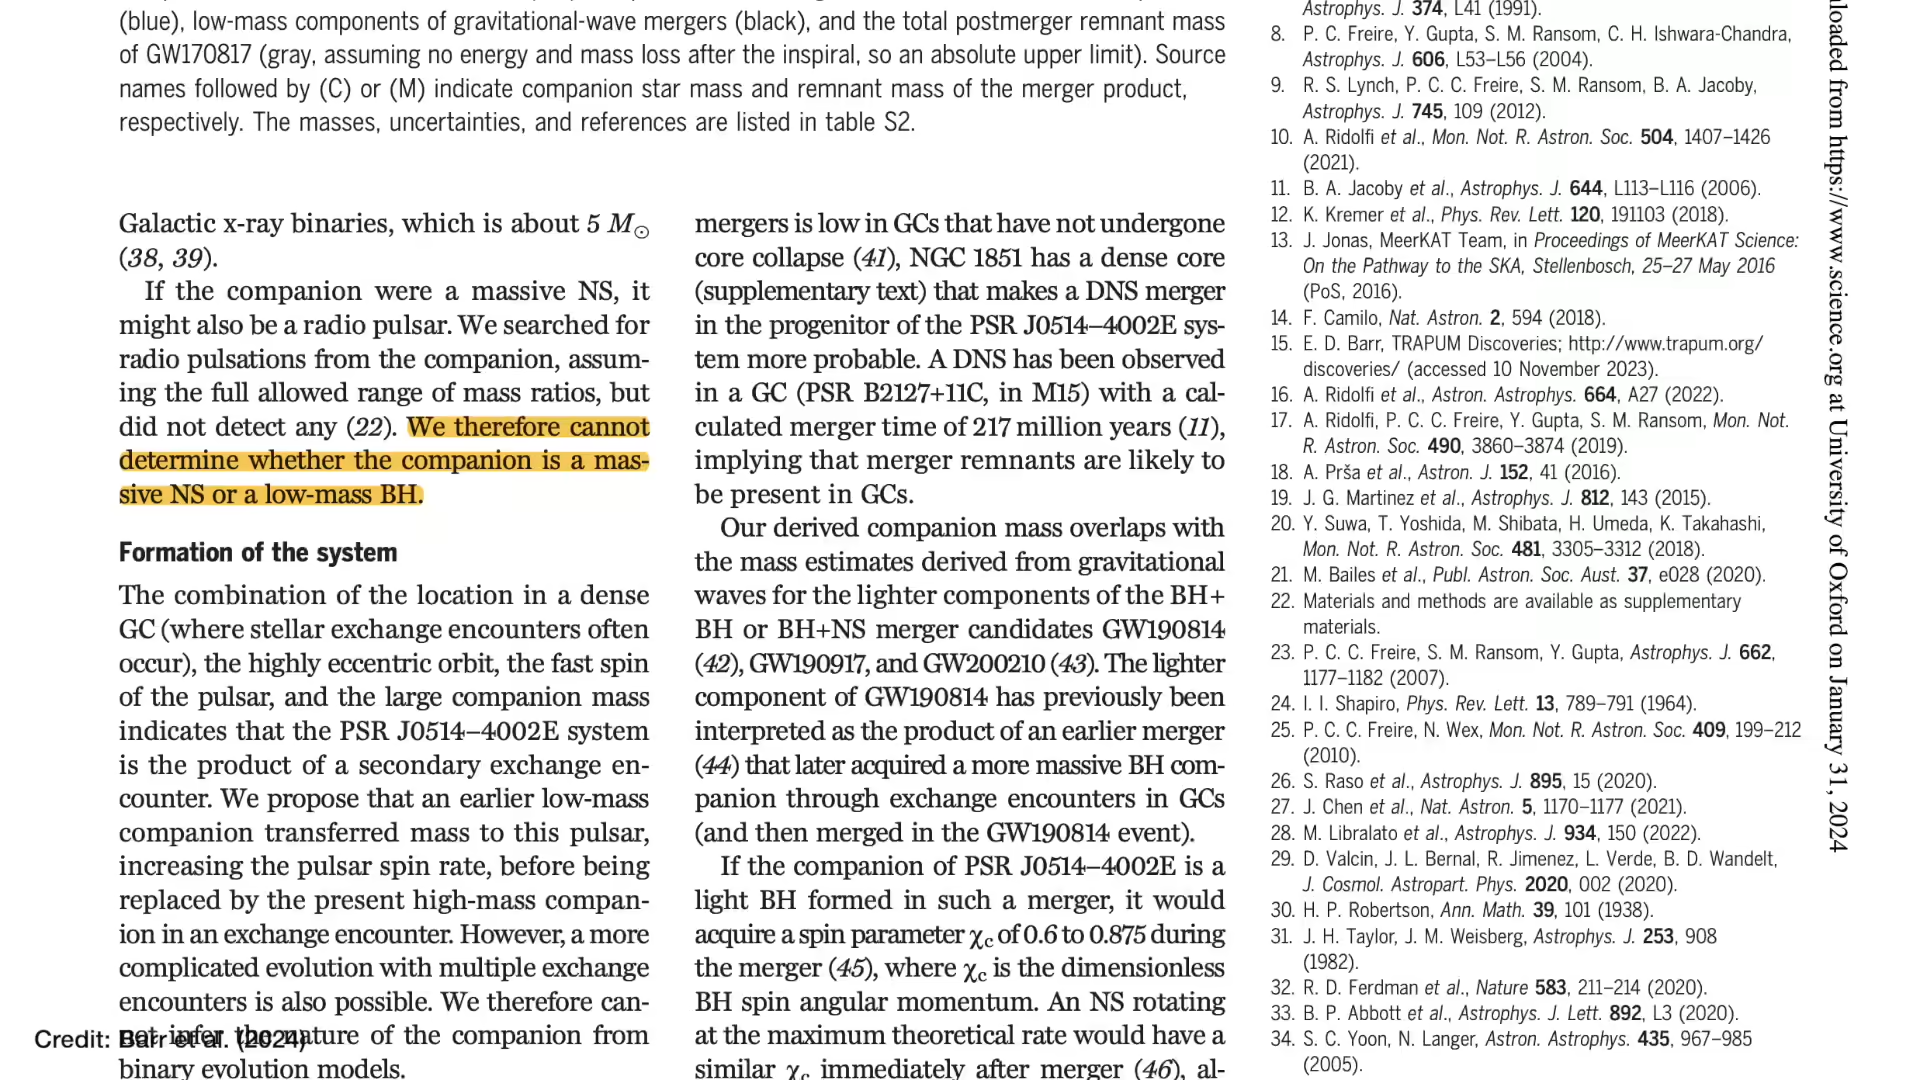 (blue), low-mass components of gravitational-wave mergers (black), and the total postmerger remnant mass
of GW170817 (gray, assuming no energy and mass loss after the inspiral, so an absolute upper limit). Source
names followed by (C) or (M) indicate companion star mass and remnant mass of the merger product,
respectively. The masses, uncertainties, and references are listed in table S2.
Galactic x-ray binaries, which is about 5 M☉
(38, 39).
If the companion were a massive NS, it
might also be a radio pulsar. We searched for
radio pulsations from the companion, assum-
ing the full allowed range of mass ratios, but
did not detect any (22). We therefore cannot
determine whether the companion is a mas-
sive NS or a low-mass BH.
Formation of the system
The combination of the location in a dense
GC (where stellar exchange encounters often
occur), the highly eccentric orbit, the fast spin
of the pulsar, and the large companion mass
indicates that the PSR J0514–4002E system
is the product of a secondary exchange en-
counter. We propose that an earlier low-mass
companion transferred mass to this pulsar,
increasing the pulsar spin rate, before being
replaced by the present high-mass compan-
ion in an exchange encounter. However, a more
complicated evolution with multiple exchange
encounters is also possible. We therefore can-
not infer the nature of the companion from
binary evolution models.
mergers is low in GCs that have not undergone
core collapse (41), NGC 1851 has a dense core
(supplementary text) that makes a DNS merger
in the progenitor of the PSR J0514–4002E sys-
tem more probable. A DNS has been observed
in a GC (PSR B2127+11C, in M15) with a cal-
culated merger time of 217 million years (11),
implying that merger remnants are likely to
be present in GCs.
Our derived companion mass overlaps with
the mass estimates derived from gravitational
waves for the lighter components of the BH+
BH or BH+NS merger candidates GW190814
(42), GW190917, and GW200210 (43). The lighter
component of GW190814 has previously been
interpreted as the product of an earlier merger
(44) that later acquired a more massive BH com-
panion through exchange encounters in GCs
(and then merged in the GW190814 event).
If the companion of PSR J0514–4002E is a
light BH formed in such a merger, it would
acquire a spin parameter χc of 0.6 to 0.875 during
the merger (45), where χc is the dimensionless
BH spin angular momentum. An NS rotating
at the maximum theoretical rate would have a
similar χc immediately after merger (46), al-
Astrophys. J. 374, L41 (1991).
8. P. C. Freire, Y. Gupta, S. M. Ransom, C. H. Ishwara-Chandra,
Astrophys. J. 606, L53–L56 (2004).
9. R. S. Lynch, P. C. C. Freire, S. M. Ransom, B. A. Jacoby,
Astrophys. J. 745, 109 (2012).
10. A. Ridolfi et al., Mon. Not. R. Astron. Soc. 504, 1407–1426
(2021).
11. B. A. Jacoby et al., Astrophys. J. 644, L113–L116 (2006).
12. K. Kremer et al., Phys. Rev. Lett. 120, 191103 (2018).
13. J. Jonas, MeerKAT Team, in Proceedings of MeerKAT Science:
On the Pathway to the SKA, Stellenbosch, 25–27 May 2016
(PoS, 2016).
14. F. Camilo, Nat. Astron. 2, 594 (2018).
15. E. D. Barr, TRAPUM Discoveries; http://www.trapum.org/
discoveries/ (accessed 10 November 2023).
16. A. Ridolfi et al., Astron. Astrophys. 664, A27 (2022).
17. A. Ridolfi, P. C. C. Freire, Y. Gupta, S. M. Ransom, Mon. Not.
R. Astron. Soc. 490, 3860–3874 (2019).
18. A. Prša et al., Astron. J. 152, 41 (2016).
19. J. G. Martinez et al., Astrophys. J. 812, 143 (2015).
20. Y. Suwa, T. Yoshida, M. Shibata, H. Umeda, K. Takahashi,
Mon. Not. R. Astron. Soc. 481, 3305–3312 (2018).
21. M. Bailes et al., Publ. Astron. Soc. Aust. 37, e028 (2020).
22. Materials and methods are available as supplementary
materials.
23. P. C. C. Freire, S. M. Ransom, Y. Gupta, Astrophys. J. 662,
1177–1182 (2007).
24. I. I. Shapiro, Phys. Rev. Lett. 13, 789–791 (1964).
25. P. C. C. Freire, N. Wex, Mon. Not. R. Astron. Soc. 409, 199–212
(2010).
26. S. Raso et al., Astrophys. J. 895, 15 (2020).
27. J. Chen et al., Nat. Astron. 5, 1170–1177 (2021).
28. M. Libralato et al., Astrophys. J. 934, 150 (2022).
29. D. Valcin, J. L. Bernal, R. Jimenez, L. Verde, B. D. Wandelt,
J. Cosmol. Astropart. Phys. 2020, 002 (2020).
30. H. P. Robertson, Ann. Math. 39, 101 (1938).
31. J. H. Taylor, J. M. Weisberg, Astrophys. J. 253, 908
(1982).
32. R. D. Ferdman et al., Nature 583, 211–214 (2020).
33. B. P. Abbott et al., Astrophys. J. Lett. 892, L3 (2020).
34. S. C. Yoon, N. Langer, Astron. Astrophys. 435, 967–985
(2005).
from https://www.science.org at University of Oxford on January 31, 2024
Credit: Barr et al. (2024)